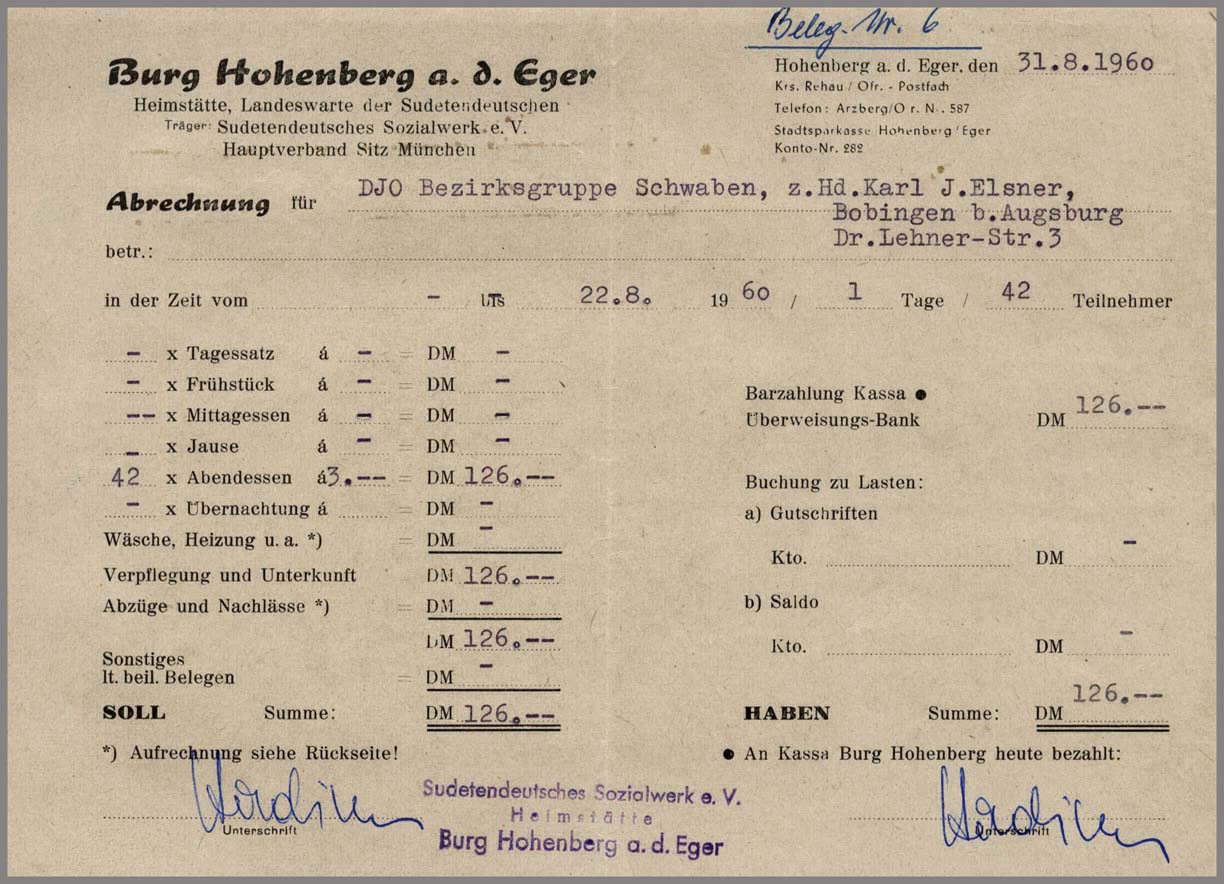 Beleg-Nr. 6
Burg Hohenberg a. d. Eger
Heimstätte, Landeswarte der Sudetendeutschen
Träger: Sudetendeutsches Sozialwerk e. V.
Hauptverband Sitz München
Hohenberg a. d. Eger, den 31.8.1960
Krs. Rehau / Ofr. - Postfach
Telefon: Arzberg/O r. N . 587
Stadtsparkasse Hohenberg/Eger
Konto-Nr. 282
Abrechnung für DJO Bezirksgruppe Schwaben, z.Hd.Karl J.Elsner,
Bobingen b.Augsburg
Dr.Lehner-Str.3
betr.:
in der Zeit vom - bis 22.8. 19 60 / 1 Tage / 42 Teilnehmer
- x Tagessatz á - = DM -
- x Frühstück á - = DM -
-- x Mittagessen á - = DM -
- x Jause á - = DM -
42 x Abendessen á 3.-- = DM 126.--
- x Übernachtung á = DM -
Wäsche, Heizung u. a. *) = DM -
Verpflegung und Unterkunft DM 126.--
Abzüge und Nachlässe *) = DM -
DM 126.--
Sonstiges
lt. beil. Belegen = DM -
SOLL Summe: DM 126.--
*) Aufrechnung siehe Rückseite!
Unterschrift
Barzahlung Kassa ●
Überweisungs-Bank DM 126.--
Buchung zu Lasten:
a) Gutschriften
Kto. DM -
b) Saldo
Kto. DM -
HABEN Summe: DM 126.--
● An Kassa Burg Hohenberg heute bezahlt:
Unterschrift
Sudetendeutsches Sozialwerk e. V.
Heimstätte
Burg Hohenberg a. d. Eger